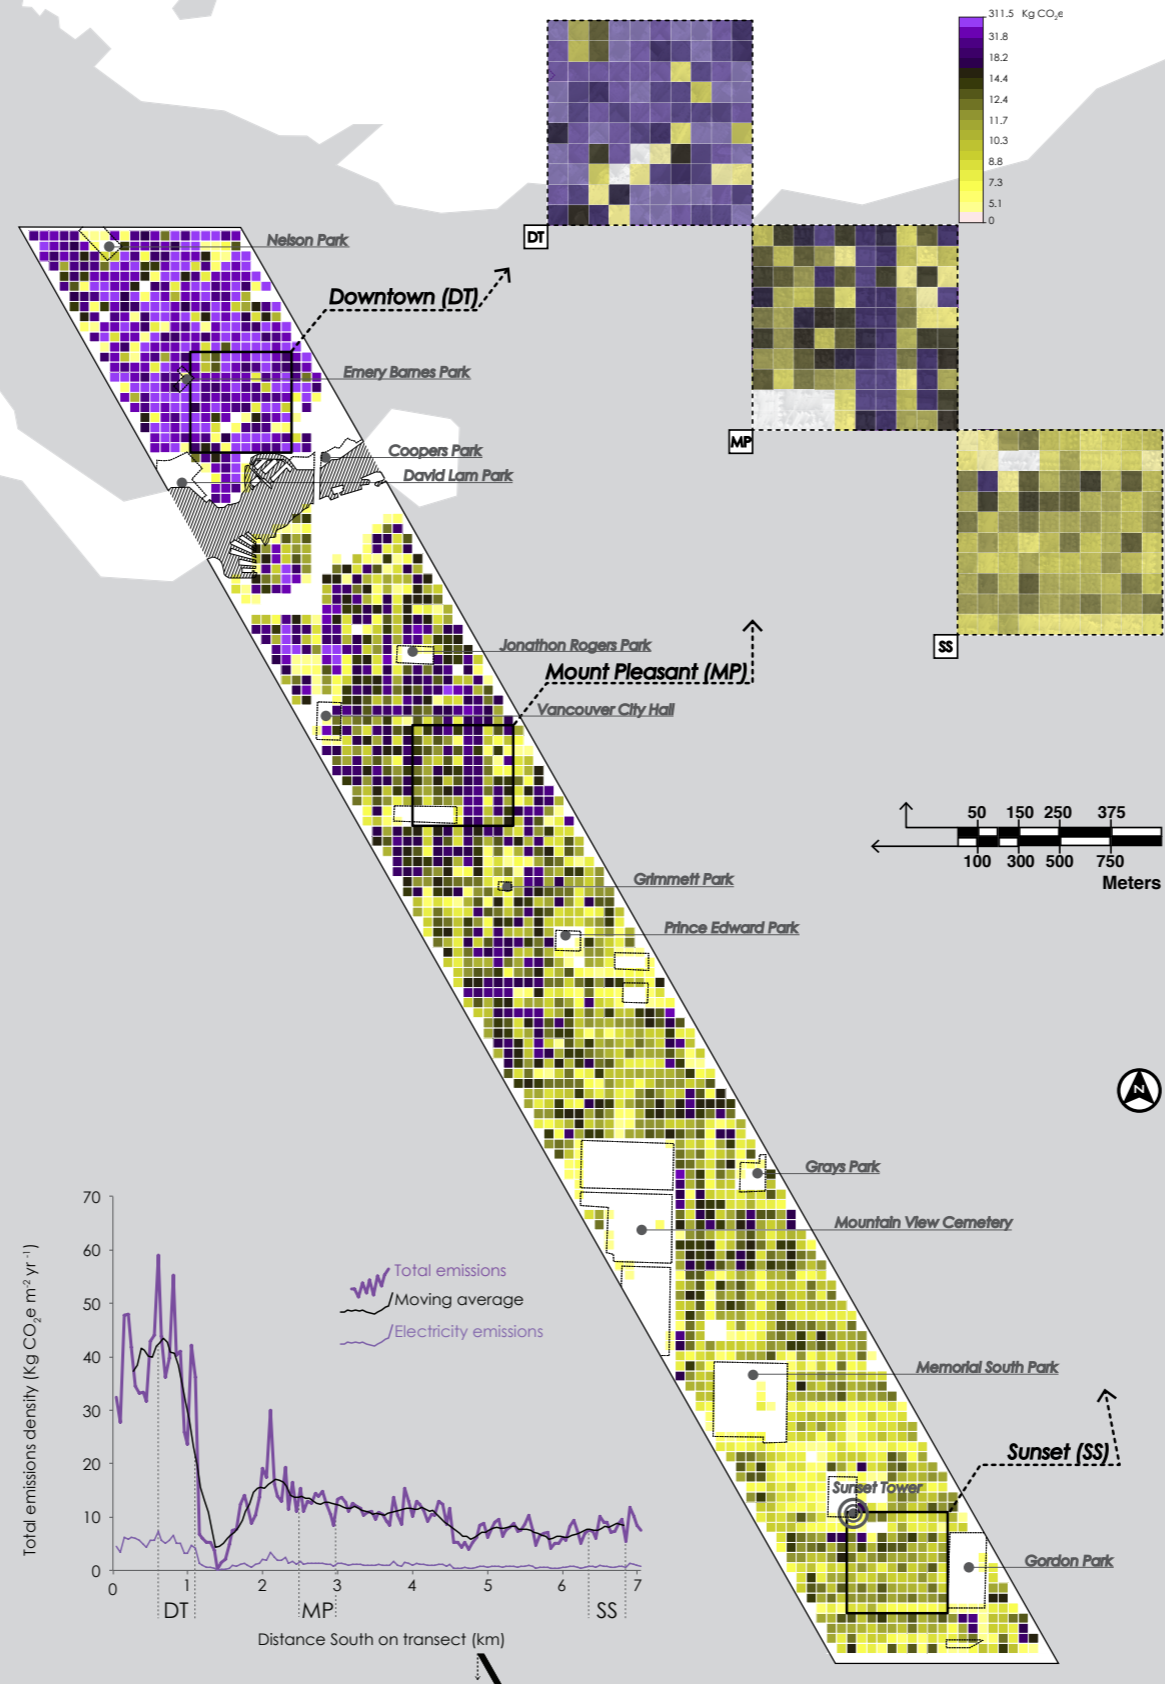 311.5 Kg CO₂e
31.8
18.2
14.4
12.4
11.7
10.3
8.8
7.3
5.1
0
DT
MP
SS
Nelson Park
Downtown (DT)
Emery Barnes Park
Coopers Park
David Lam Park
Jonathon Rogers Park
Mount Pleasant (MP)
Vancouver City Hall
50 150 250 375
100 300 500 750
Meters
Grimmett Park
Prince Edward Park
N
Grays Park
Mountain View Cemetery
Memorial South Park
Sunset (SS)
Sunset Tower
Gordon Park
Total emissions density (Kg CO₂e m⁻² yr⁻¹)
70
60
50
40
30
20
10
0
Total emissions
Moving average
Electricity emissions
0 1 2 3 4 5 6 7
DT MP SS
Distance South on transect (km)